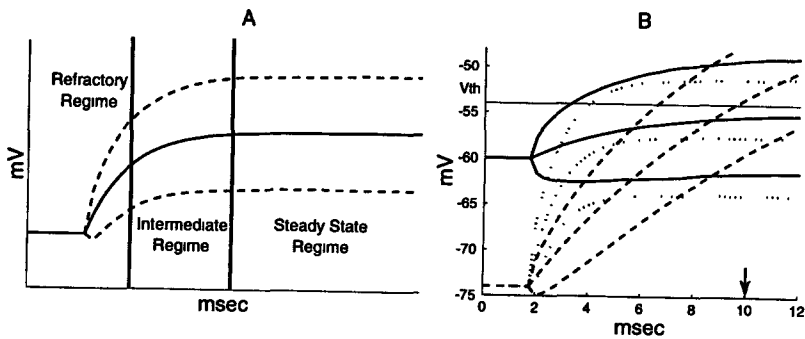 A
Refractory
Regime
Intermediate
Regime
Steady State
Regime
mV
msec
B
-50
Vth
-55
-60
-65
-70
-75
mV
0 2 4 6 8 10 12
msec